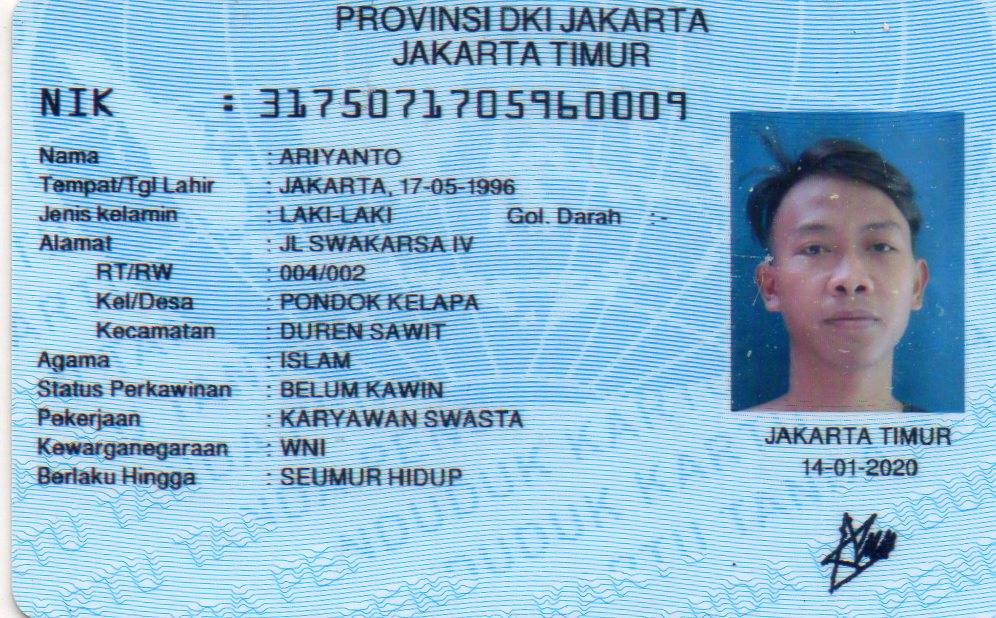 PROVINSI DKI JAKARTA
JAKARTA TIMUR
NIK : 3175071705960009
Nama : ARIYANTO
Tempat/Tgl Lahir : JAKARTA, 17-05-1996
Jenis kelamin : LAKI-LAKI Gol. Darah : -
Alamat : JL SWAKARSA IV
RT/RW : 004/002
Kel/Desa : PONDOK KELAPA
Kecamatan : DUREN SAWIT
Agama : ISLAM
Status Perkawinan : BELUM KAWIN
Pekerjaan : KARYAWAN SWASTA
Kewarganegaraan : WNI
Berlaku Hingga : SEUMUR HIDUP
JAKARTA TIMUR
14-01-2020